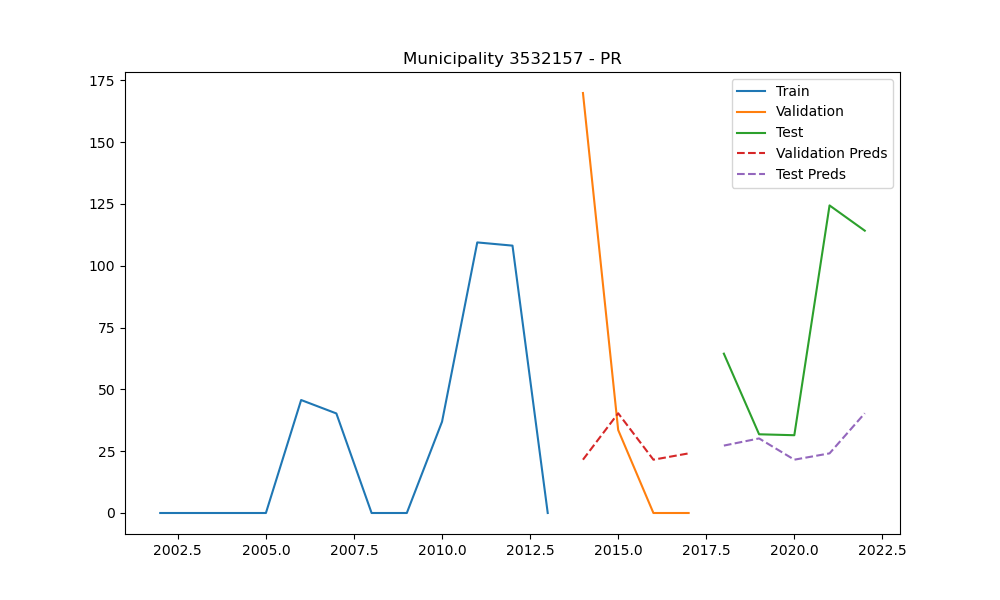 Municipality 3532157 - PR
175
150
125
100
75
50
25
0
2002.5 2005.0 2007.5 2010.0 2012.5 2015.0 2017.5 2020.0 2022.5
Train
Validation
Test
Validation Preds
Test Preds